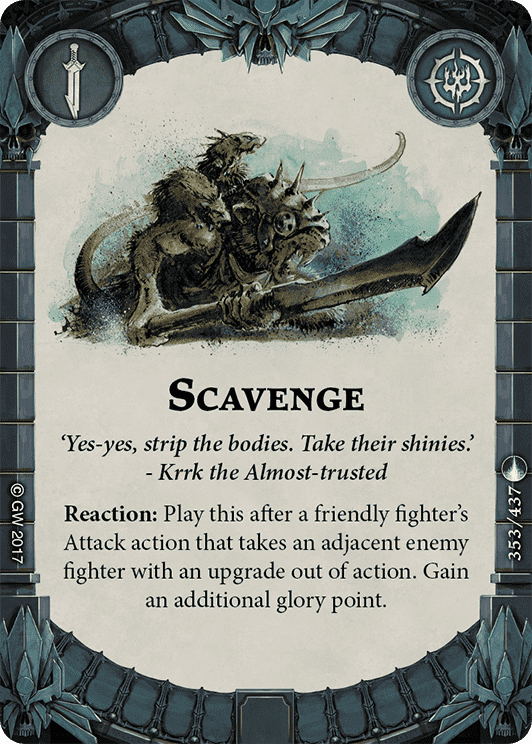 SCAVENGE
‘Yes-yes, strip the bodies. Take their shinies.’
- Krrk the Almost-trusted
Reaction: Play this after a friendly fighter’s
Attack action that takes an adjacent enemy
fighter with an upgrade out of action. Gain
an additional glory point.
© GW 2017
353/437